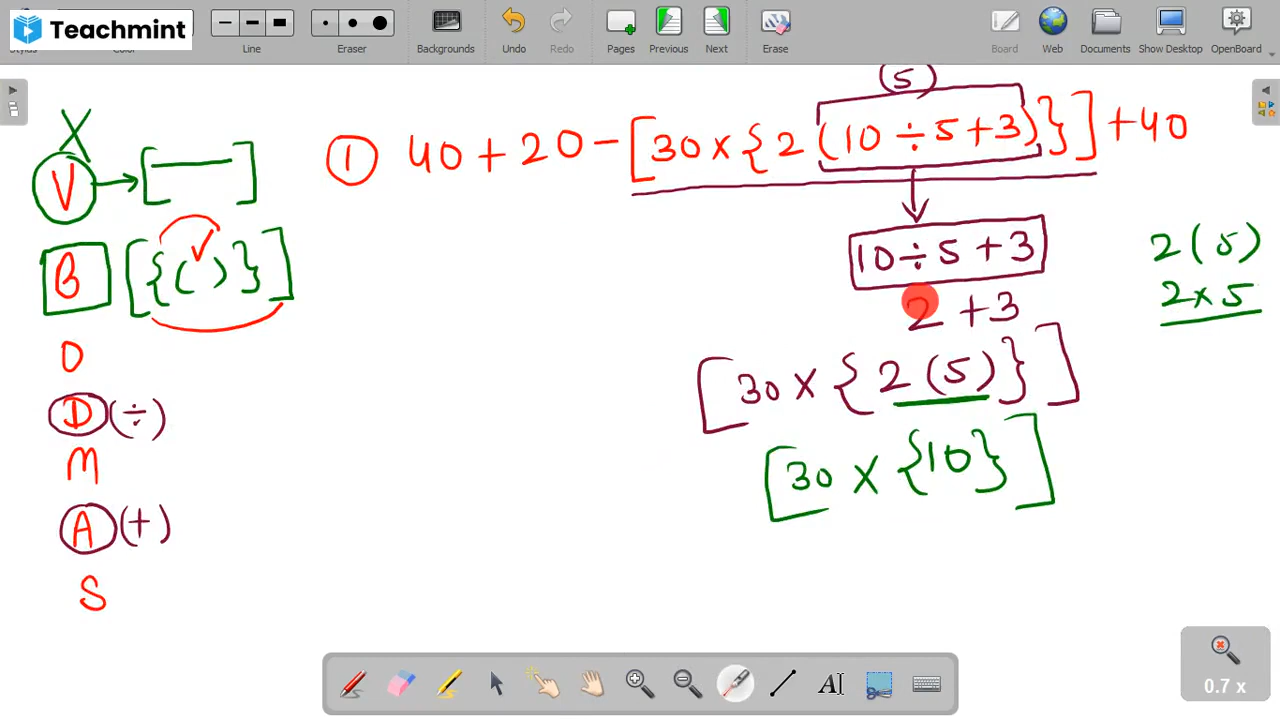 Teachmint
Line
Eraser
Backgrounds
Undo
Redo
Pages
Previous
Next
Erase
Board
Web
Documents
Show Desktop
OpenBoard
X
V → [ ]
B [{( ✓ )}]
O
D (÷)
M
A (+)
S
(5)
① 40 + 20 - [30 × {2 (10 ÷ 5 + 3)}] + 40
10 ÷ 5 + 3
2 + 3
[30 × {2 (5)}]
[30 × {10}]
2 (5)
2 × 5
AI
0.7 x